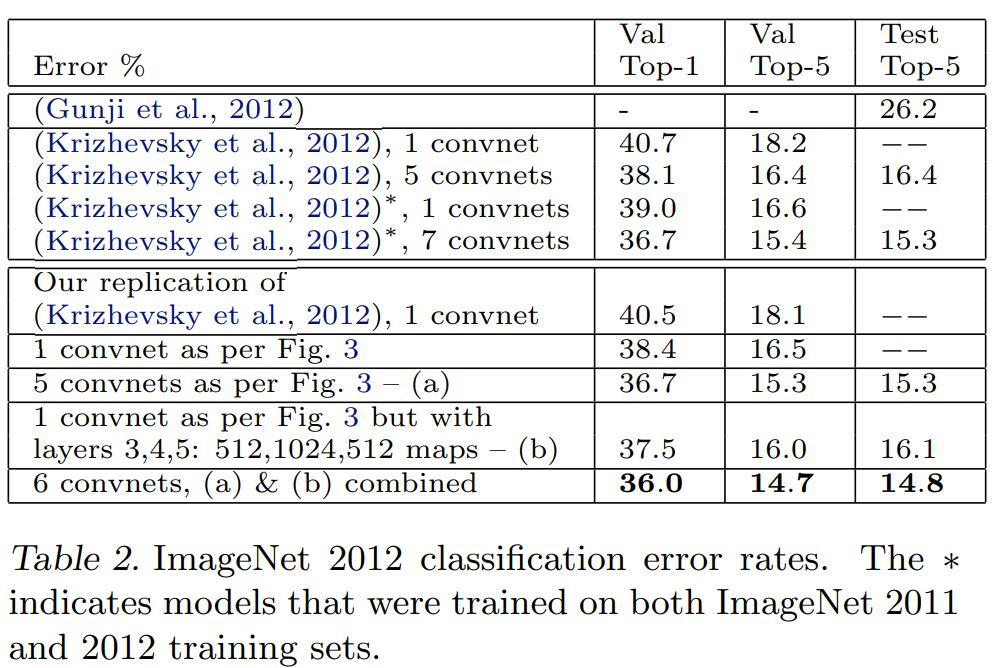 Val Val Test
Error % Top-1 Top-5 Top-5
(Gunji et al., 2012) - - 26.2
(Krizhevsky et al., 2012), 1 convnet 40.7 18.2 −−
(Krizhevsky et al., 2012), 5 convnets 38.1 16.4 16.4
(Krizhevsky et al., 2012)*, 1 convnets 39.0 16.6 −−
(Krizhevsky et al., 2012)*, 7 convnets 36.7 15.4 15.3
Our replication of
(Krizhevsky et al., 2012), 1 convnet 40.5 18.1 −−
1 convnet as per Fig. 3 38.4 16.5 −−
5 convnets as per Fig. 3 – (a) 36.7 15.3 15.3
1 convnet as per Fig. 3 but with
layers 3,4,5: 512,1024,512 maps – (b) 37.5 16.0 16.1
6 convnets, (a) & (b) combined 36.0 14.7 14.8
Table 2. ImageNet 2012 classification error rates. The ∗
indicates models that were trained on both ImageNet 2011
and 2012 training sets.